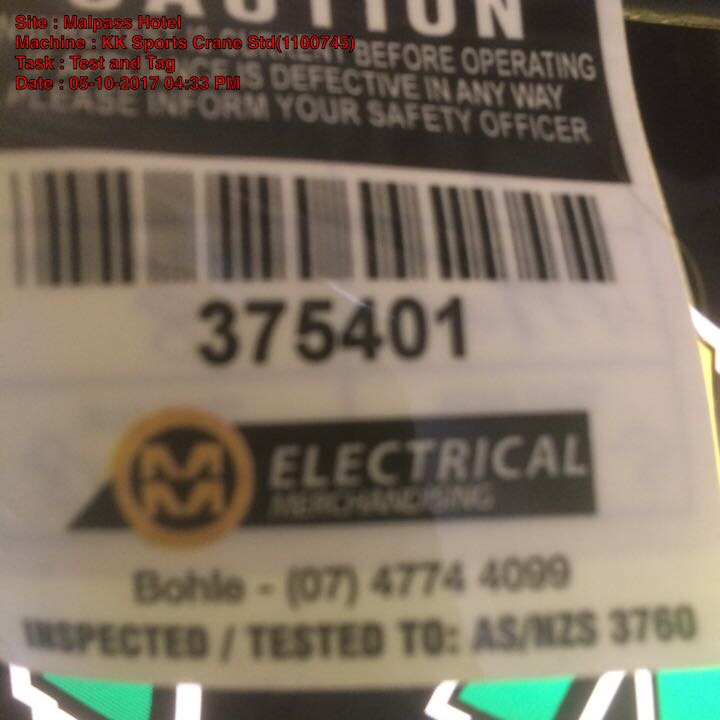 Site : Malpass Hotel
Machine : KK Sports Crane Std(1100745)
Task : Test and Tag
Date : 05-10-2017 04:33 PM
CAUTION
BEFORE OPERATING
IS DEFECTIVE IN ANY WAY
PLEASE INFORM YOUR SAFETY OFFICER
375401
MM
ELECTRICAL
MERCHANDISING
Bohle - (07) 4774 4099
INSPECTED / TESTED TO: AS/NZS 3760